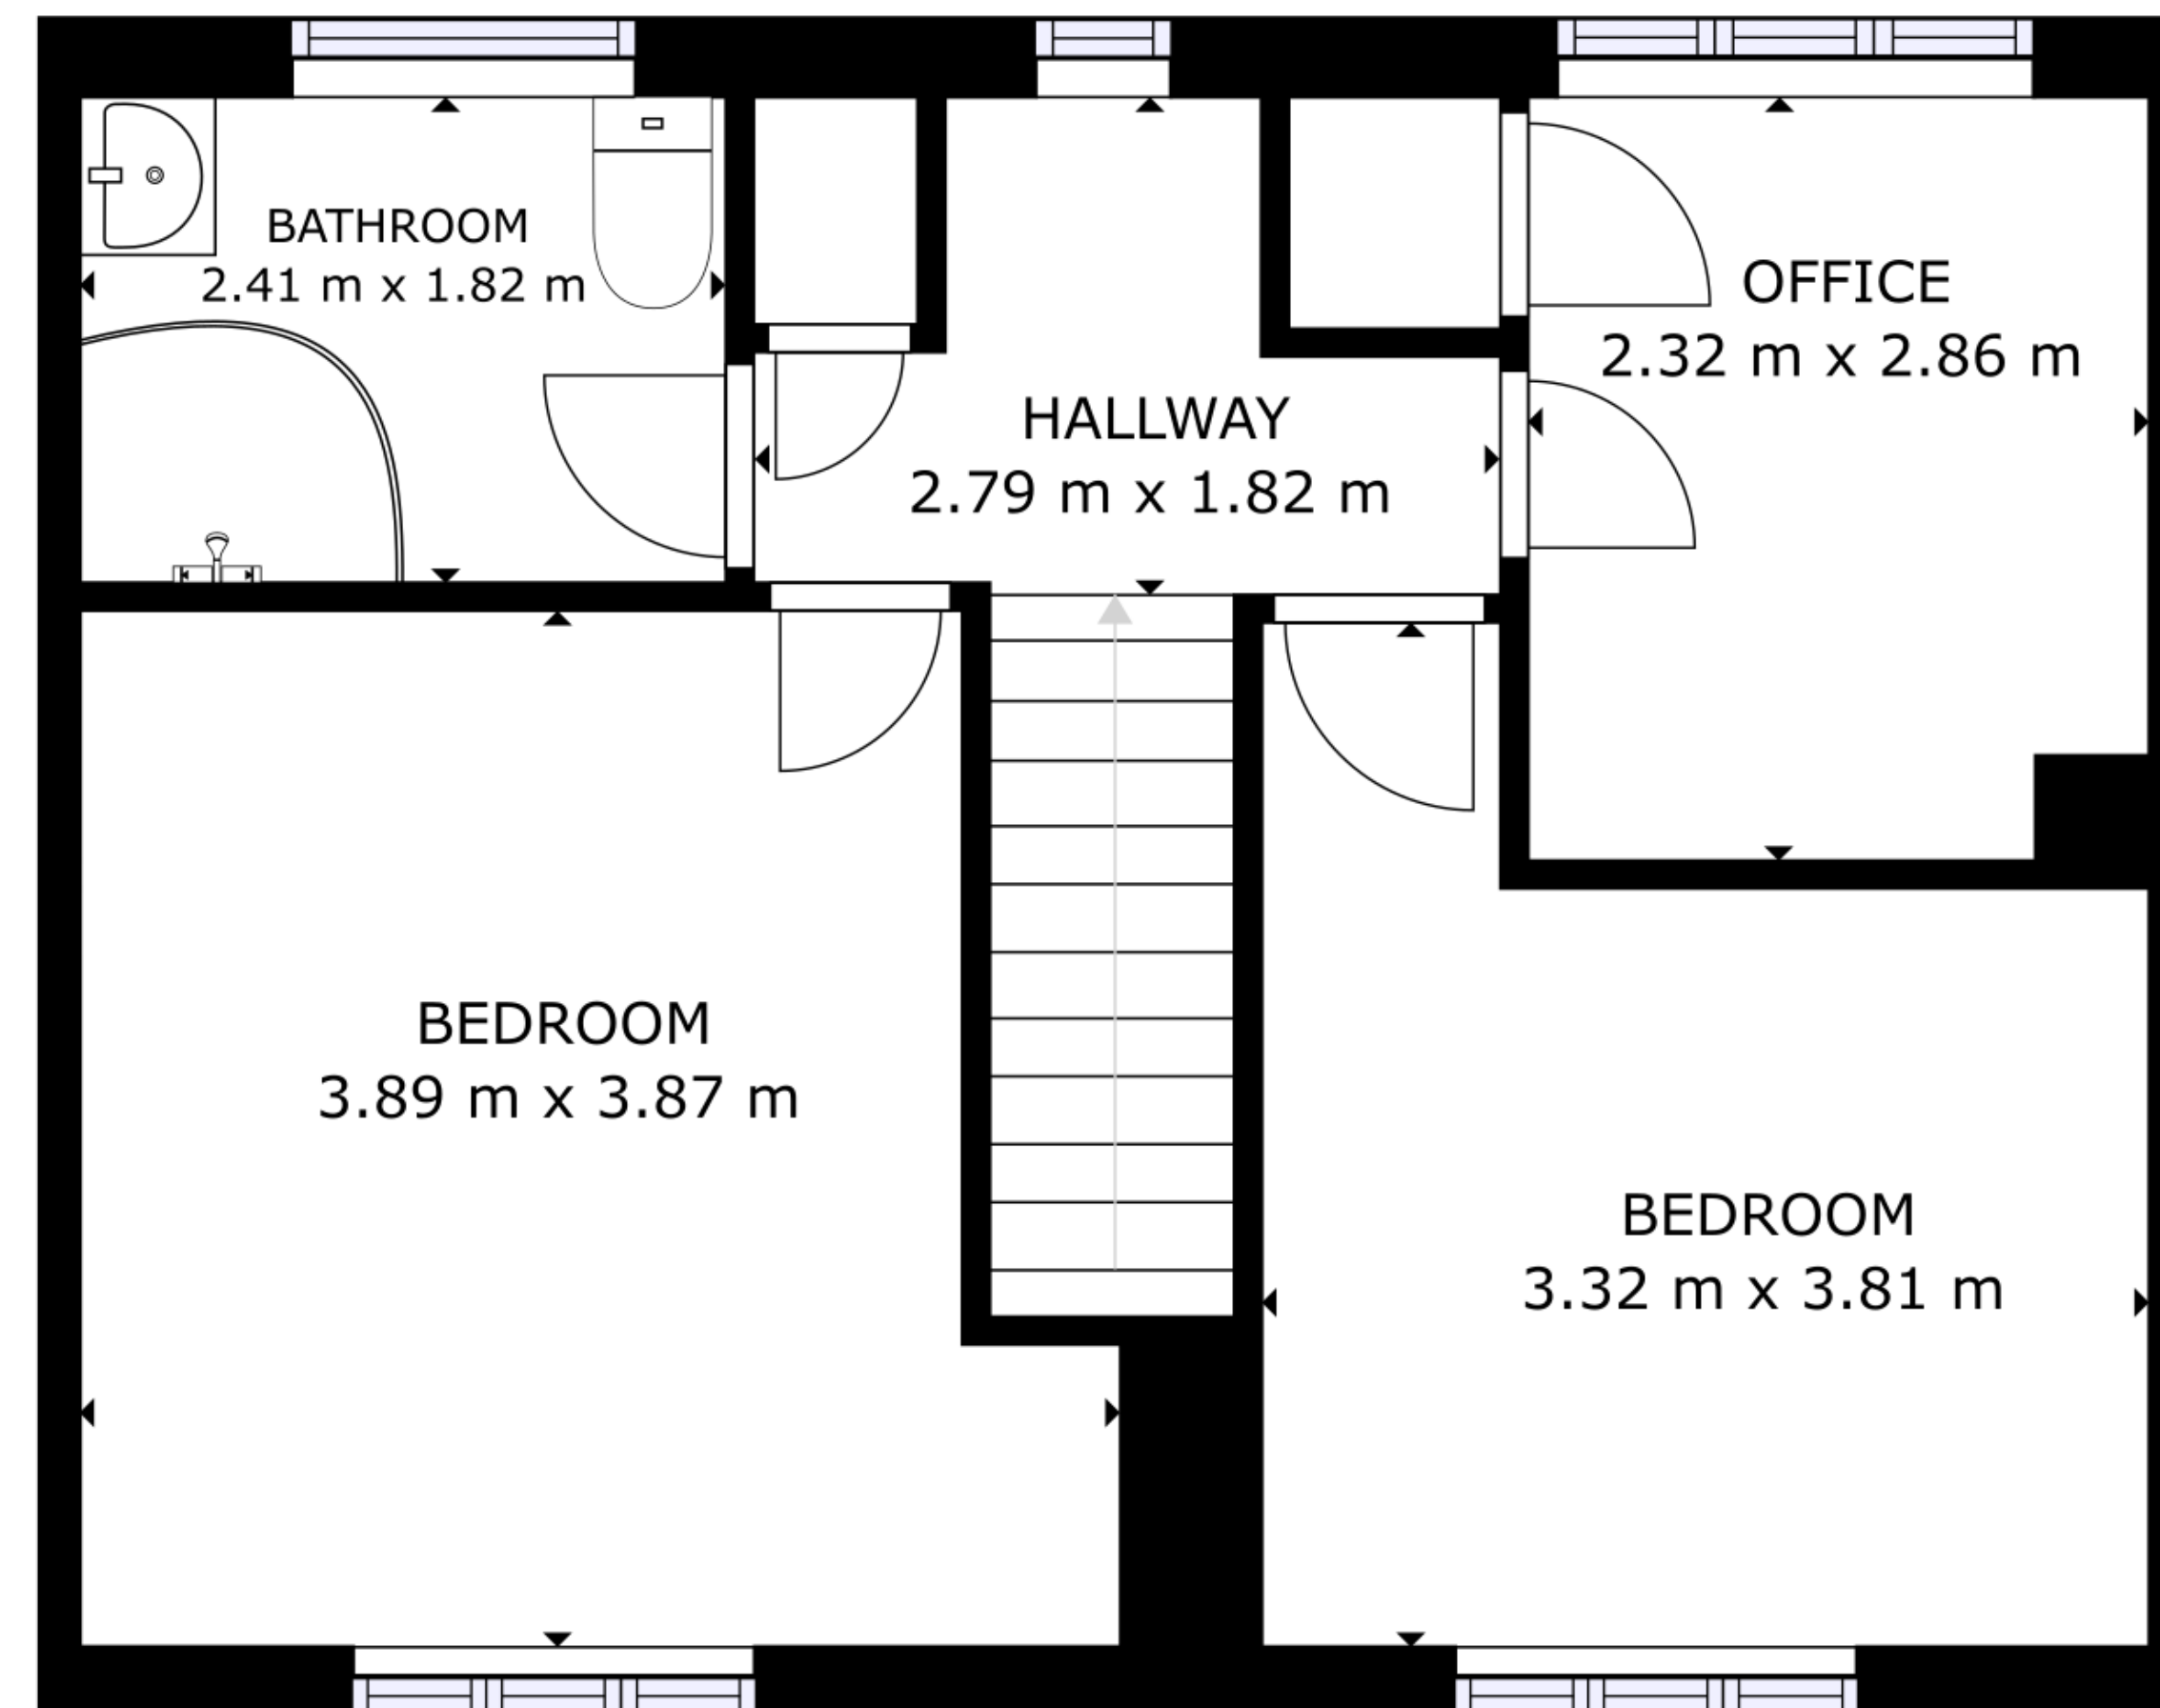 BATHROOM
2.41 m x 1.82 m
OFFICE
2.32 m x 2.86 m
HALLWAY
2.79 m x 1.82 m
BEDROOM
3.89 m x 3.87 m
BEDROOM
3.32 m x 3.81 m